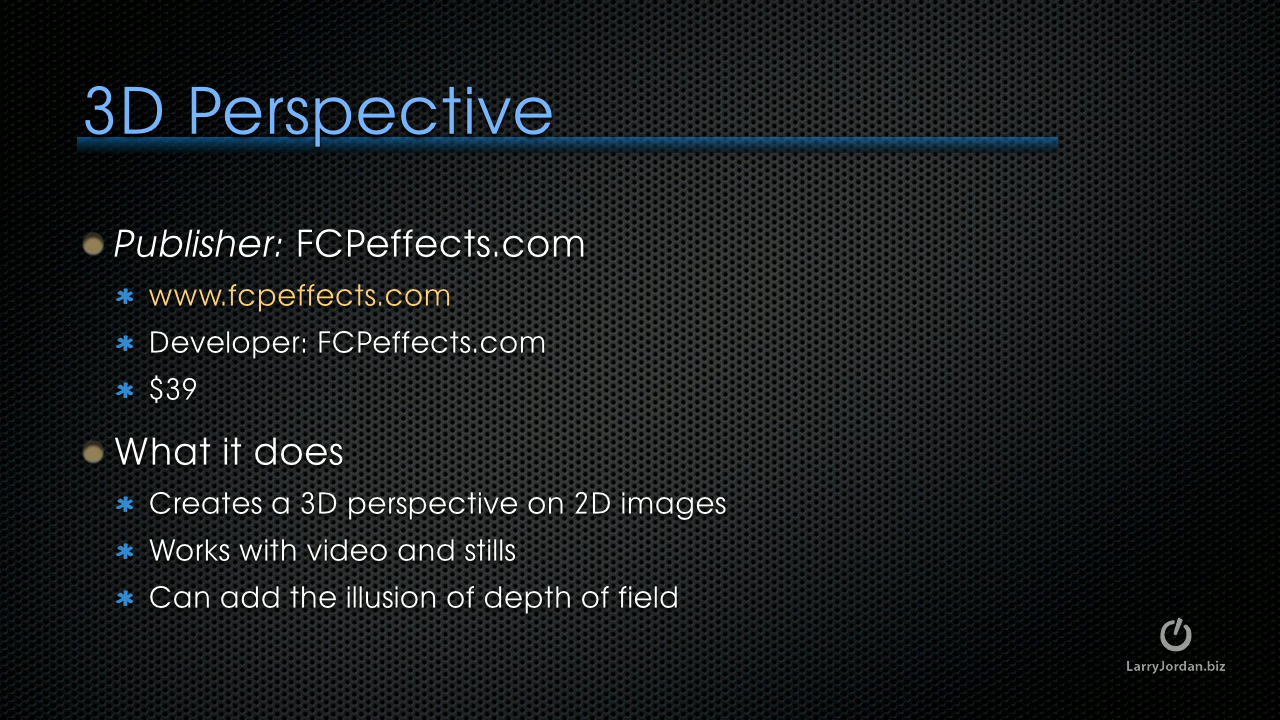 3D Perspective
Publisher: FCPeffects.com
www.fcpeffects.com
Developer: FCPeffects.com
$39
What it does
Creates a 3D perspective on 2D images
Works with video and stills
Can add the illusion of depth of field
LarryJordan.biz